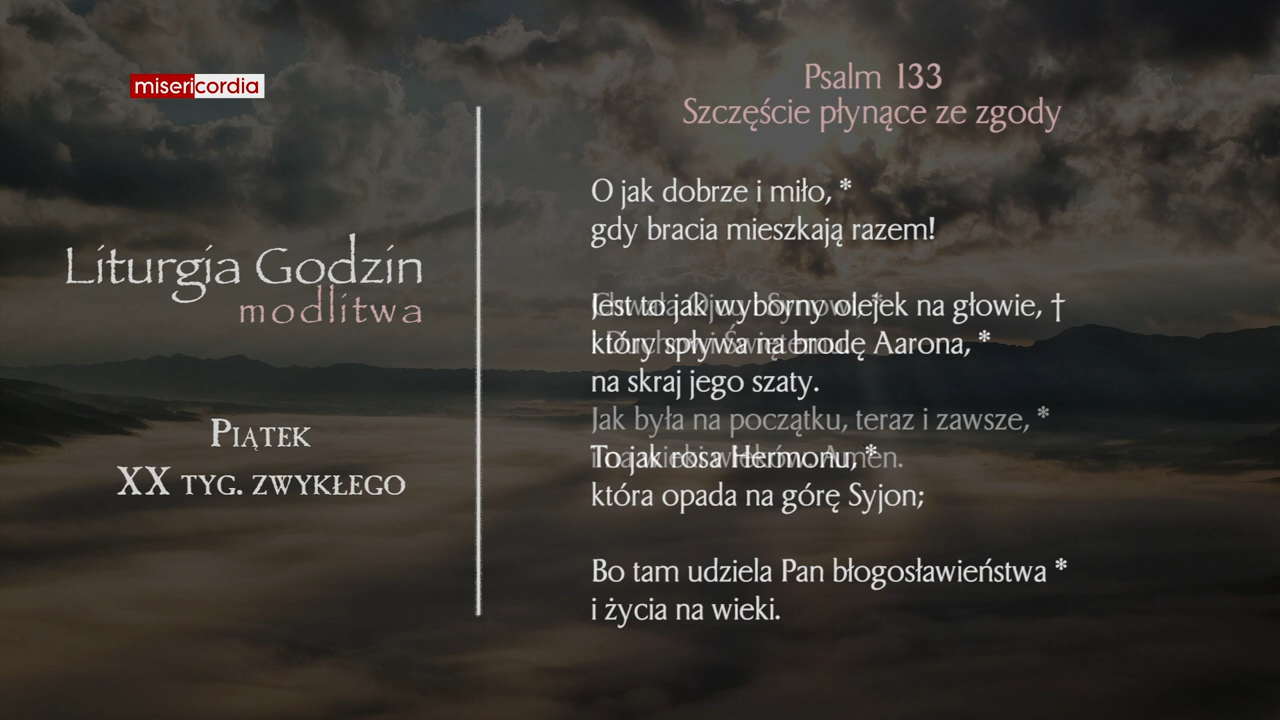 misericordia
Liturgia Godzin
modlitwa
Piątek
XX tyg. zwykłego
Psalm 133
Szczęście płynące ze zgody
O jak dobrze i miło, *
gdy bracia mieszkają razem!
Jest to jak wyborny olejek na głowie, †
który spływa na brodę Aarona, *
na skraj jego szaty.
Jak była na początku, teraz i zawsze, *
To jak rosa Hermonu, *
która opada na górę Syjon;
Bo tam udziela Pan błogosławieństwa *
i życia na wieki.